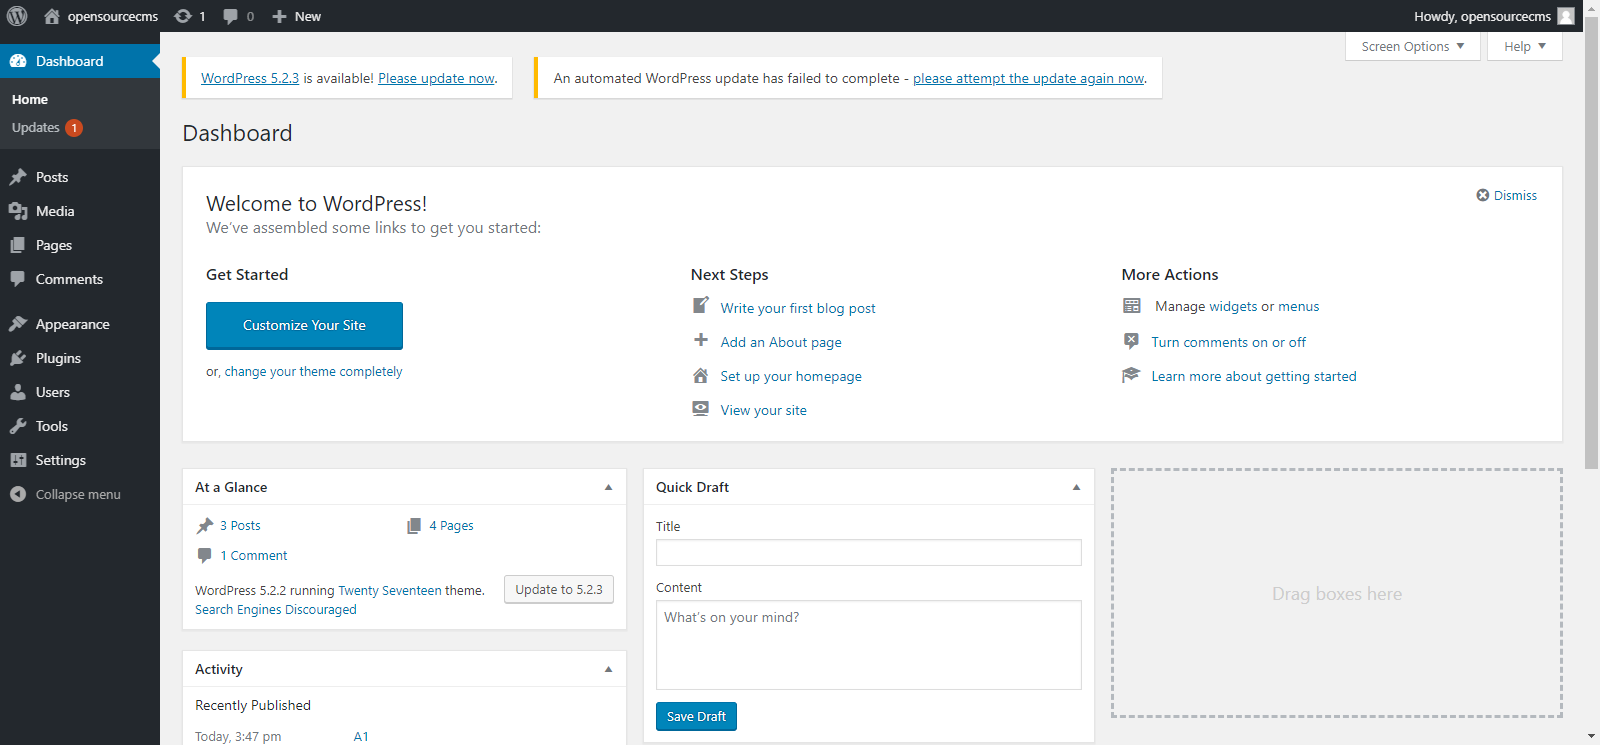 opensourcecms 1 0 New Howdy, opensourcecms
Dashboard
Home
Updates 1
Posts
Media
Pages
Comments
Appearance
Plugins
Users
Tools
Settings
Collapse menu
Screen Options Help
WordPress 5.2.3 is available! Please update now.
An automated WordPress update has failed to complete - please attempt the update again now.
Dashboard
Welcome to WordPress!
We've assembled some links to get you started:
Dismiss
Get Started
Customize Your Site
or, change your theme completely
Next Steps
Write your first blog post
Add an About page
Set up your homepage
View your site
More Actions
Manage widgets or menus
Turn comments on or off
Learn more about getting started
At a Glance
3 Posts 4 Pages
1 Comment
WordPress 5.2.2 running Twenty Seventeen theme.
Update to 5.2.3
Search Engines Discouraged
Activity
Recently Published
Today, 3:47 pm A1
Quick Draft
Title
Content
What's on your mind?
Save Draft
Drag boxes here